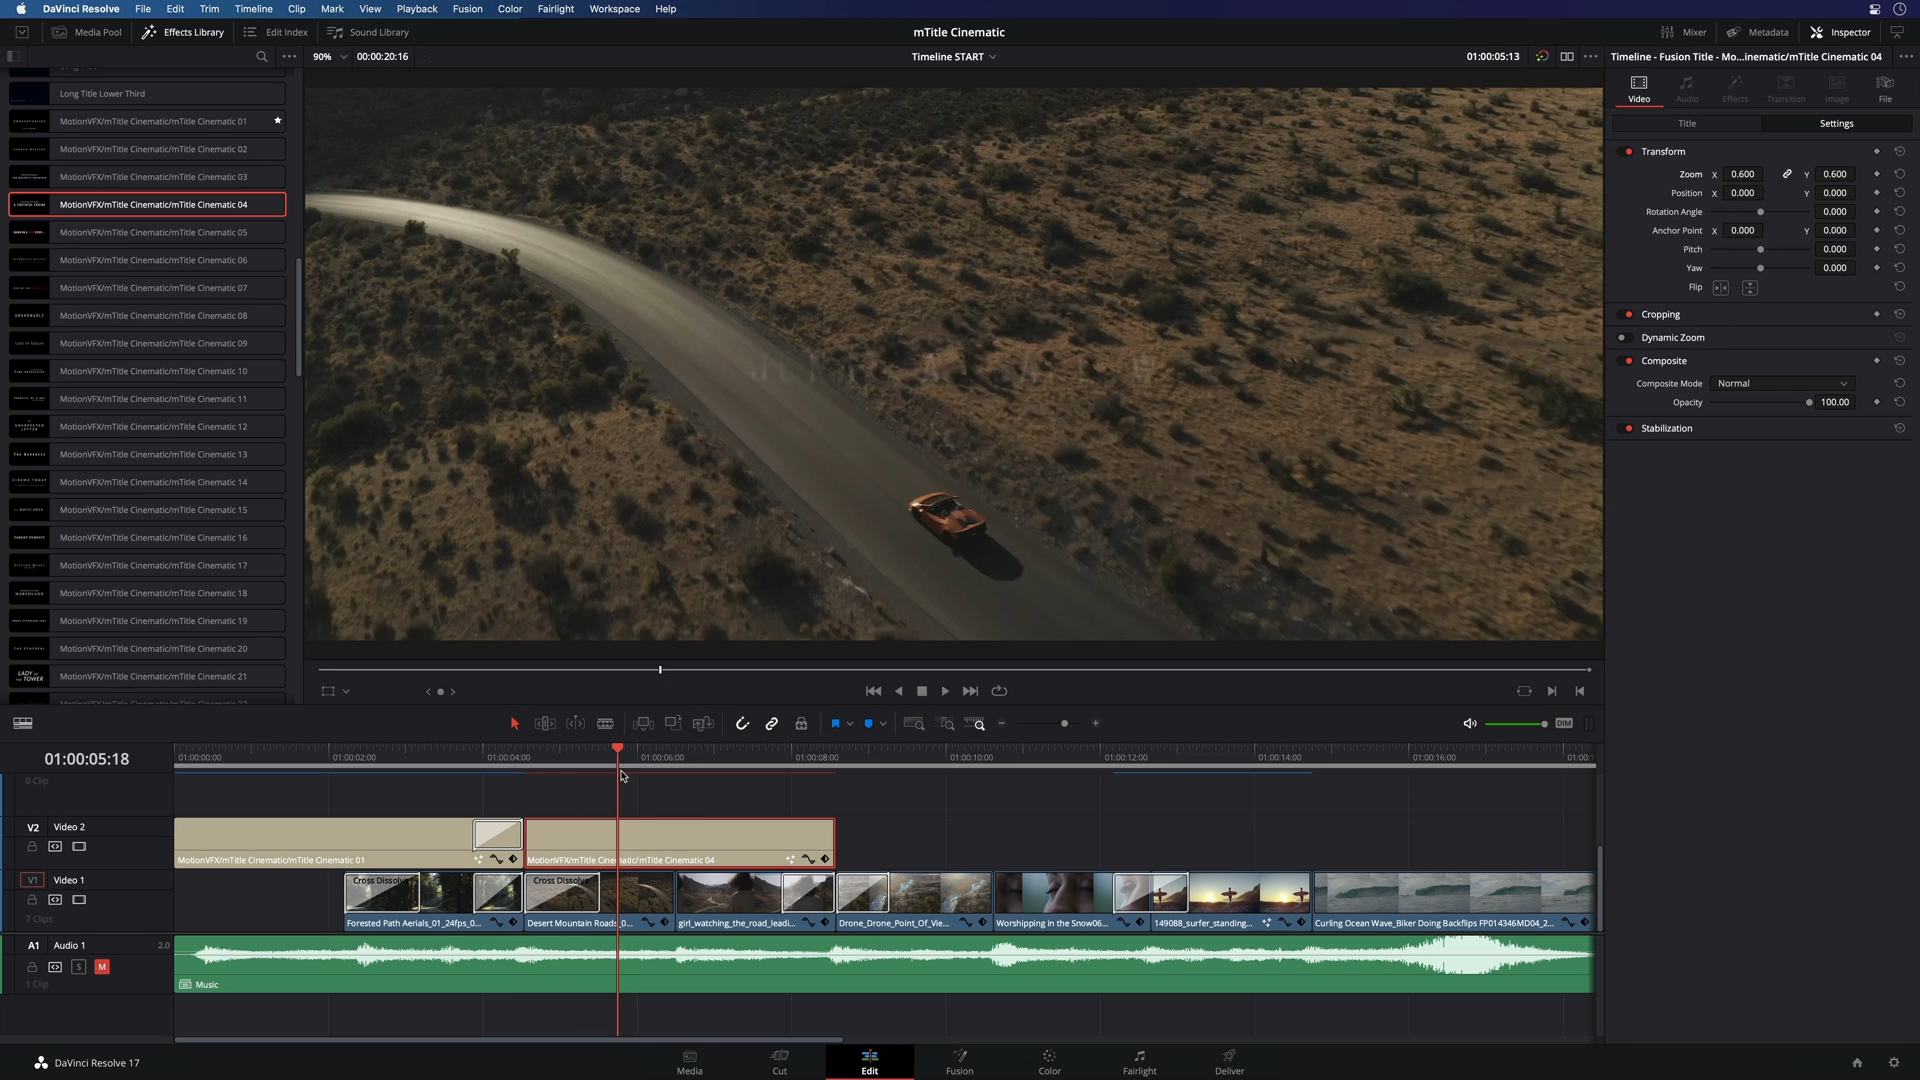 DaVinci Resolve File Edit Trim Timeline Clip Mark View Playback Fusion Color Fairlight Workspace Help
Media Pool Effects Library Edit Index Sound Library mTitle Cinematic Mixer Metadata Inspector
90% 00:00:20:16 Timeline START 01:00:05:13 Timeline - Fusion Title - Mo...inematic/mTitle Cinematic 04
Long Title Lower Third
MotionVFX/mTitle Cinematic/mTitle Cinematic 01
MotionVFX/mTitle Cinematic/mTitle Cinematic 02
MotionVFX/mTitle Cinematic/mTitle Cinematic 03
MotionVFX/mTitle Cinematic/mTitle Cinematic 04
MotionVFX/mTitle Cinematic/mTitle Cinematic 05
MotionVFX/mTitle Cinematic/mTitle Cinematic 06
MotionVFX/mTitle Cinematic/mTitle Cinematic 07
MotionVFX/mTitle Cinematic/mTitle Cinematic 08
MotionVFX/mTitle Cinematic/mTitle Cinematic 09
MotionVFX/mTitle Cinematic/mTitle Cinematic 10
MotionVFX/mTitle Cinematic/mTitle Cinematic 11
MotionVFX/mTitle Cinematic/mTitle Cinematic 12
MotionVFX/mTitle Cinematic/mTitle Cinematic 13
MotionVFX/mTitle Cinematic/mTitle Cinematic 14
MotionVFX/mTitle Cinematic/mTitle Cinematic 15
MotionVFX/mTitle Cinematic/mTitle Cinematic 16
MotionVFX/mTitle Cinematic/mTitle Cinematic 17
MotionVFX/mTitle Cinematic/mTitle Cinematic 18
MotionVFX/mTitle Cinematic/mTitle Cinematic 19
MotionVFX/mTitle Cinematic/mTitle Cinematic 20
LADY OF THE TOWER MotionVFX/mTitle Cinematic/mTitle Cinematic 21
Video Audio Effects Transition Image File
Title Settings
Transform
Zoom X 0.600 Y 0.600
Position X 0.000 Y 0.000
Rotation Angle 0.000
Anchor Point X 0.000 Y 0.000
Pitch 0.000
Yaw 0.000
Flip
Cropping
Dynamic Zoom
Composite
Composite Mode Normal
Opacity 100.00
Stabilization
DIM
01:00:05:18 01:00:00:00 01:00:02:00 01:00:04:00 01:00:06:00 01:00:08:00 01:00:10:00 01:00:12:00 01:00:14:00 01:00:16:00
0 Clip
V2 Video 2
MotionVFX/mTitle Cinematic/mTitle Cinematic 01 MotionVFX/mTitle Cinematic/mTitle Cinematic 04
V1 Video 1 Cross Dissolve Cross Dissolve
7 Clips Forested Path Aerials_01_24fps_0... Desert Mountain Roads_0... girl_watching_the_road_leadi... Drone_Drone_Point_Of_Vie... Worshipping in the Snow06... 149088_surfer_standing... Curling Ocean Wave_Biker Doing Backflips FP014346MD04_2...
A1 Audio 1 2.0
S M
1 Clip Music
DaVinci Resolve 17 Media Cut Edit Fusion Color Fairlight Deliver